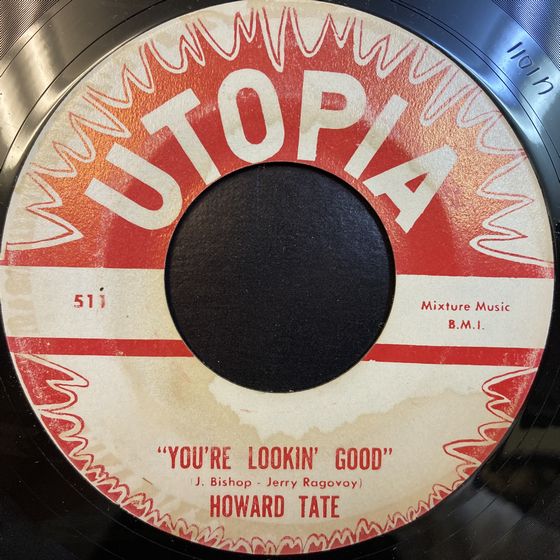 UTOPIA
511
Mixture Music
B.M.I.
"YOU'RE LOOKIN' GOOD"
(J. Bishop - Jerry Ragovoy)
HOWARD TATE